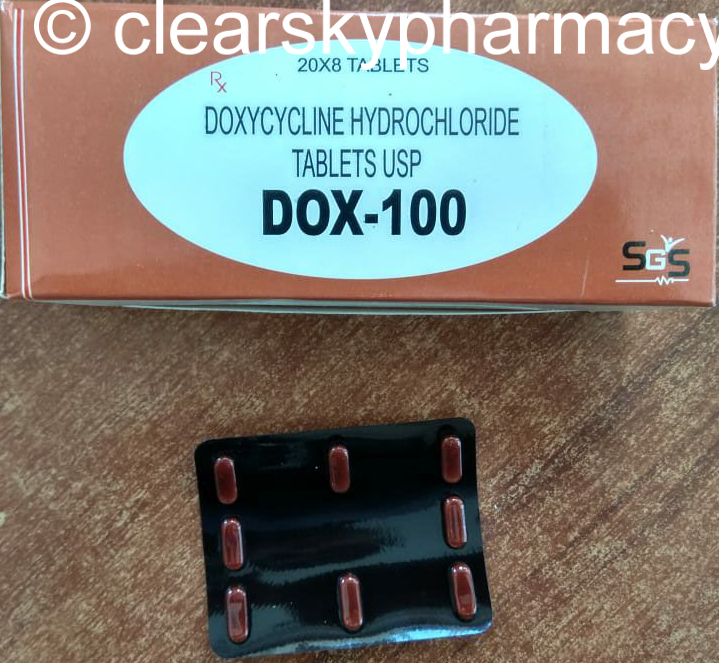 © clearskypharmacy
20X8 TABLETS
Rx
DOXYCYCLINE HYDROCHLORIDE
TABLETS USP
DOX-100
SGS